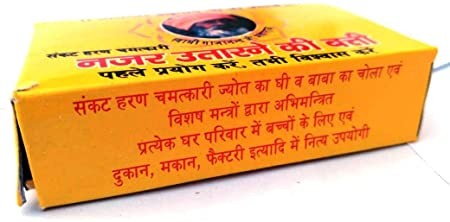 संकट हरण चमत्कारी
नजर उतारने की बत्ती
पहले प्रयोग करें, तभी विश्वास करें
संकट हरण चमत्कारी ज्योत का घी व बाबा का चोला एवं
विशेष मन्त्रों द्वारा अभिमन्त्रित
प्रत्येक घर परिवार में बच्चों के लिए एवं
दुकान, मकान, फैक्टरी इत्यादि में नित्य उपयोगी